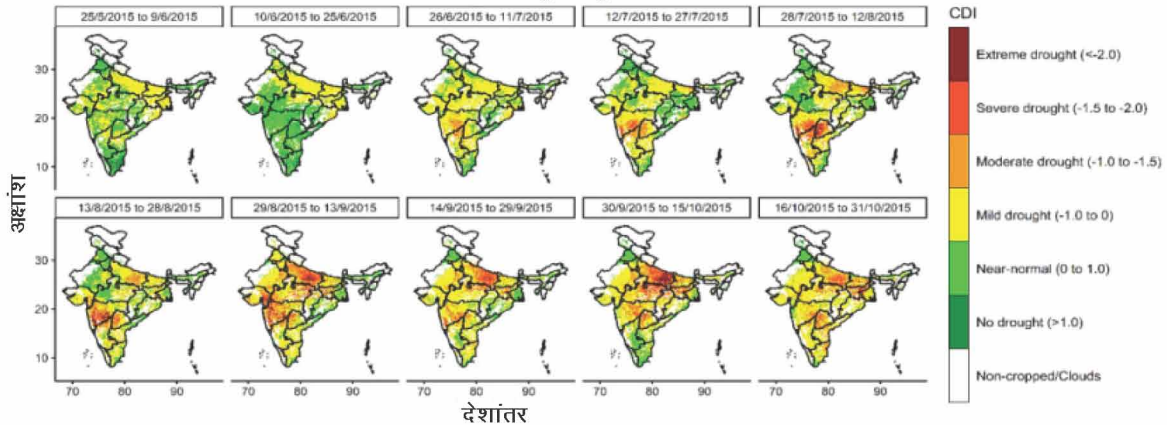 25/5/2015 to 9/6/2015
10/6/2015 to 25/6/2015
26/6/2015 to 11/7/2015
12/7/2015 to 27/7/2015
28/7/2015 to 12/8/2015
30
20
10
13/8/2015 to 28/8/2015
29/8/2015 to 13/9/2015
14/9/2015 to 29/9/2015
30/9/2015 to 15/10/2015
16/10/2015 to 31/10/2015
30
20
10
70 80 90
70 80 90
70 80 90
70 80 90
70 80 90
अक्षांश
देशांतर
CDI
Extreme drought (<-2.0)
Severe drought (-1.5 to -2.0)
Moderate drought (-1.0 to -1.5)
Mild drought (-1.0 to 0)
Near-normal (0 to 1.0)
No drought (>1.0)
Non-cropped/Clouds